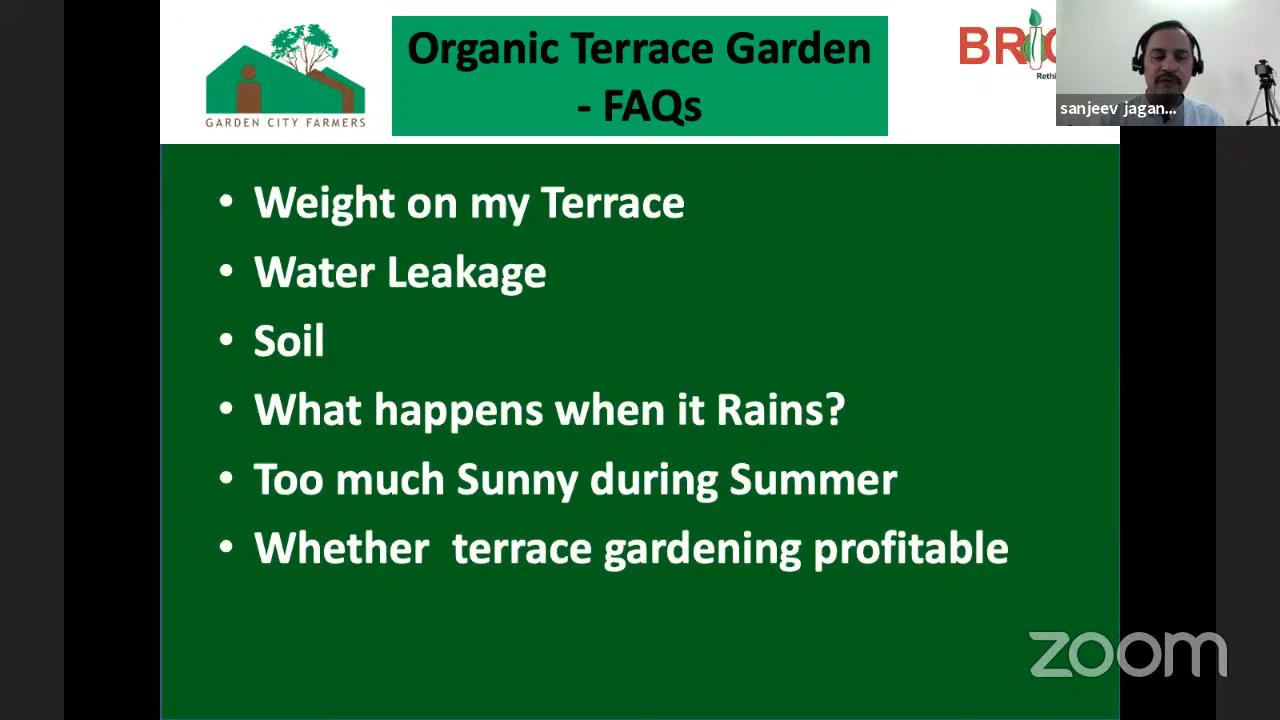 Organic Terrace Garden
- FAQs
GARDEN CITY FARMERS
sanjeev jagan...
• Weight on my Terrace
• Water Leakage
• Soil
• What happens when it Rains?
• Too much Sunny during Summer
• Whether  terrace gardening profitable
zoom